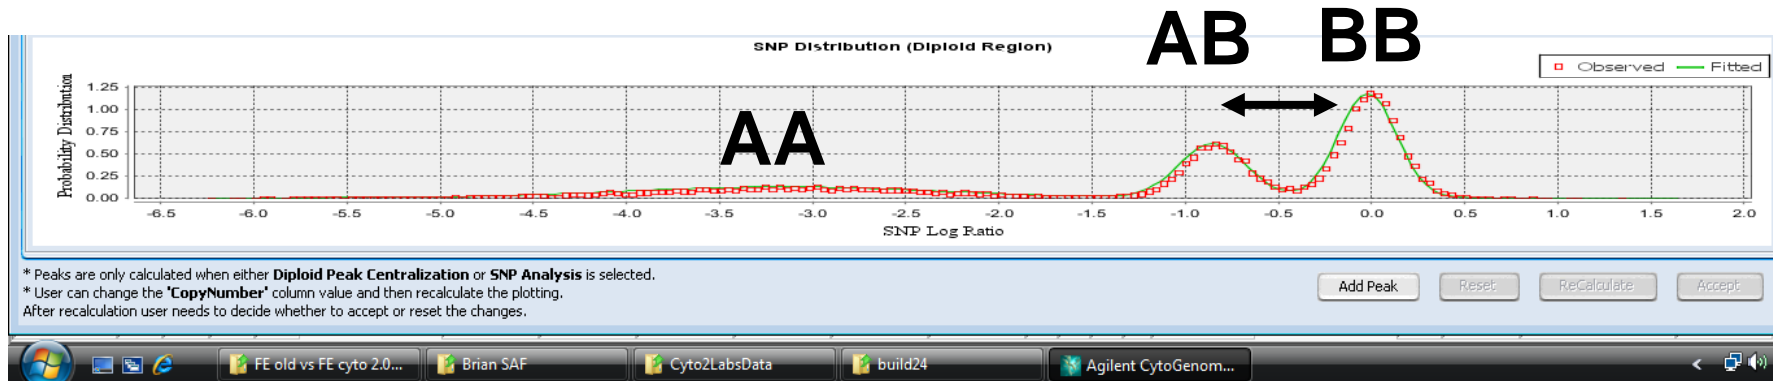 AB BB
SNP Distribution (Diploid Region)
Observed Fitted
AA
Probability Distribution
1.25
1.00
0.75
0.50
0.25
0.00
-6.5 -6.0 -5.5 -5.0 -4.5 -4.0 -3.5 -3.0 -2.5 -2.0 -1.5 -1.0 -0.5 0.0 0.5 1.0 1.5 2.0
SNP Log Ratio
* Peaks are only calculated when either Diploid Peak Centralization or SNP Analysis is selected.
* User can change the 'CopyNumber' column value and then recalculate the plotting.
After recalculation user needs to decide whether to accept or reset the changes.
Add Peak Reset ReCalculate Accept
FE old vs FE cyto 2.0... Brian SAF Cyto2LabsData build24 Agilent CytoGenom...